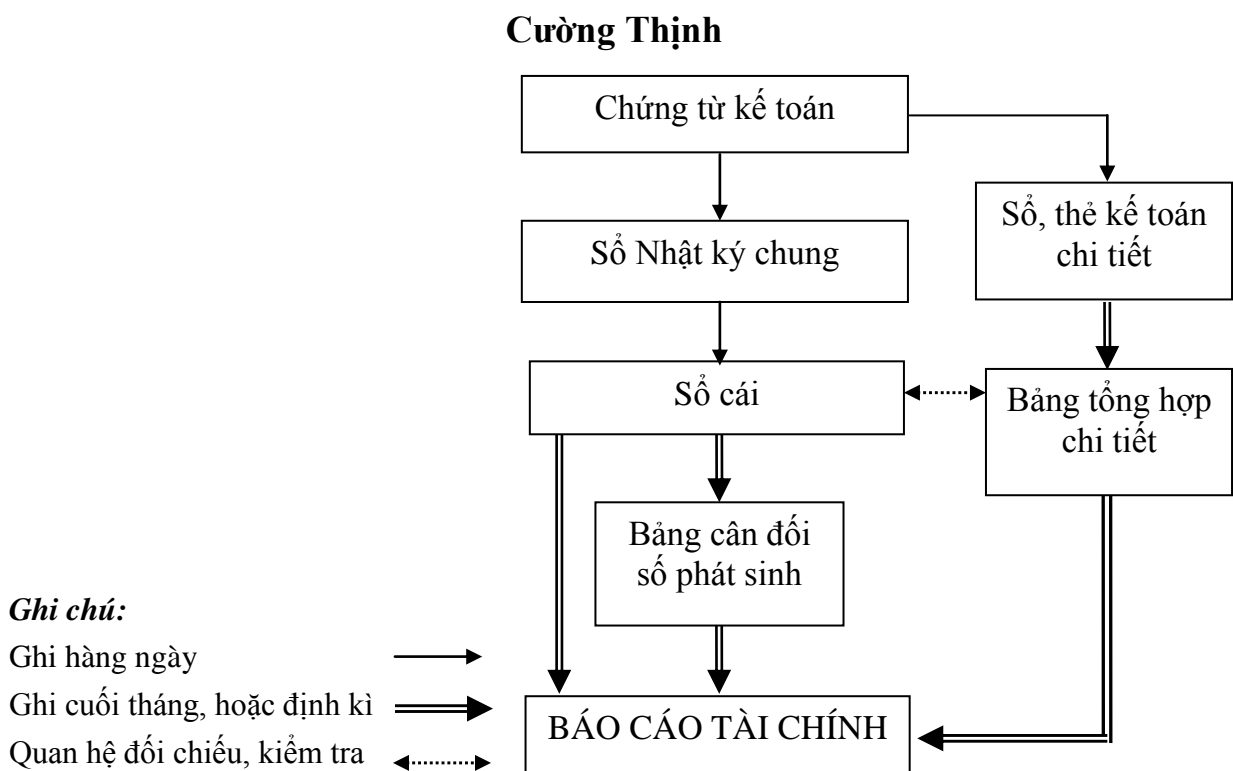 Cường Thịnh
Chứng từ kế toán
Sổ, thẻ kế toán
chi tiết
Sổ Nhật ký chung
Sổ cái
Bảng tổng hợp
chi tiết
Bảng cân đối
số phát sinh
Ghi chú:
Ghi hàng ngày
Ghi cuối tháng, hoặc định kì
Quan hệ đối chiếu, kiểm tra
BÁO CÁO TÀI CHÍNH